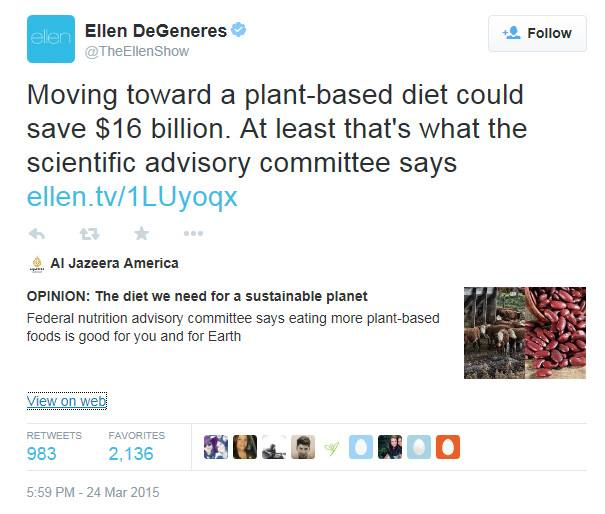 ellen
Ellen DeGeneres
@TheEllenShow
Follow
Moving toward a plant-based diet could
save $16 billion. At least that's what the
scientific advisory committee says
ellen.tv/1LUyoqx
Al Jazeera America
OPINION: The diet we need for a sustainable planet
Federal nutrition advisory committee says eating more plant-based
foods is good for you and for Earth
View on web
RETWEETS FAVORITES
983 2,136
5:59 PM - 24 Mar 2015